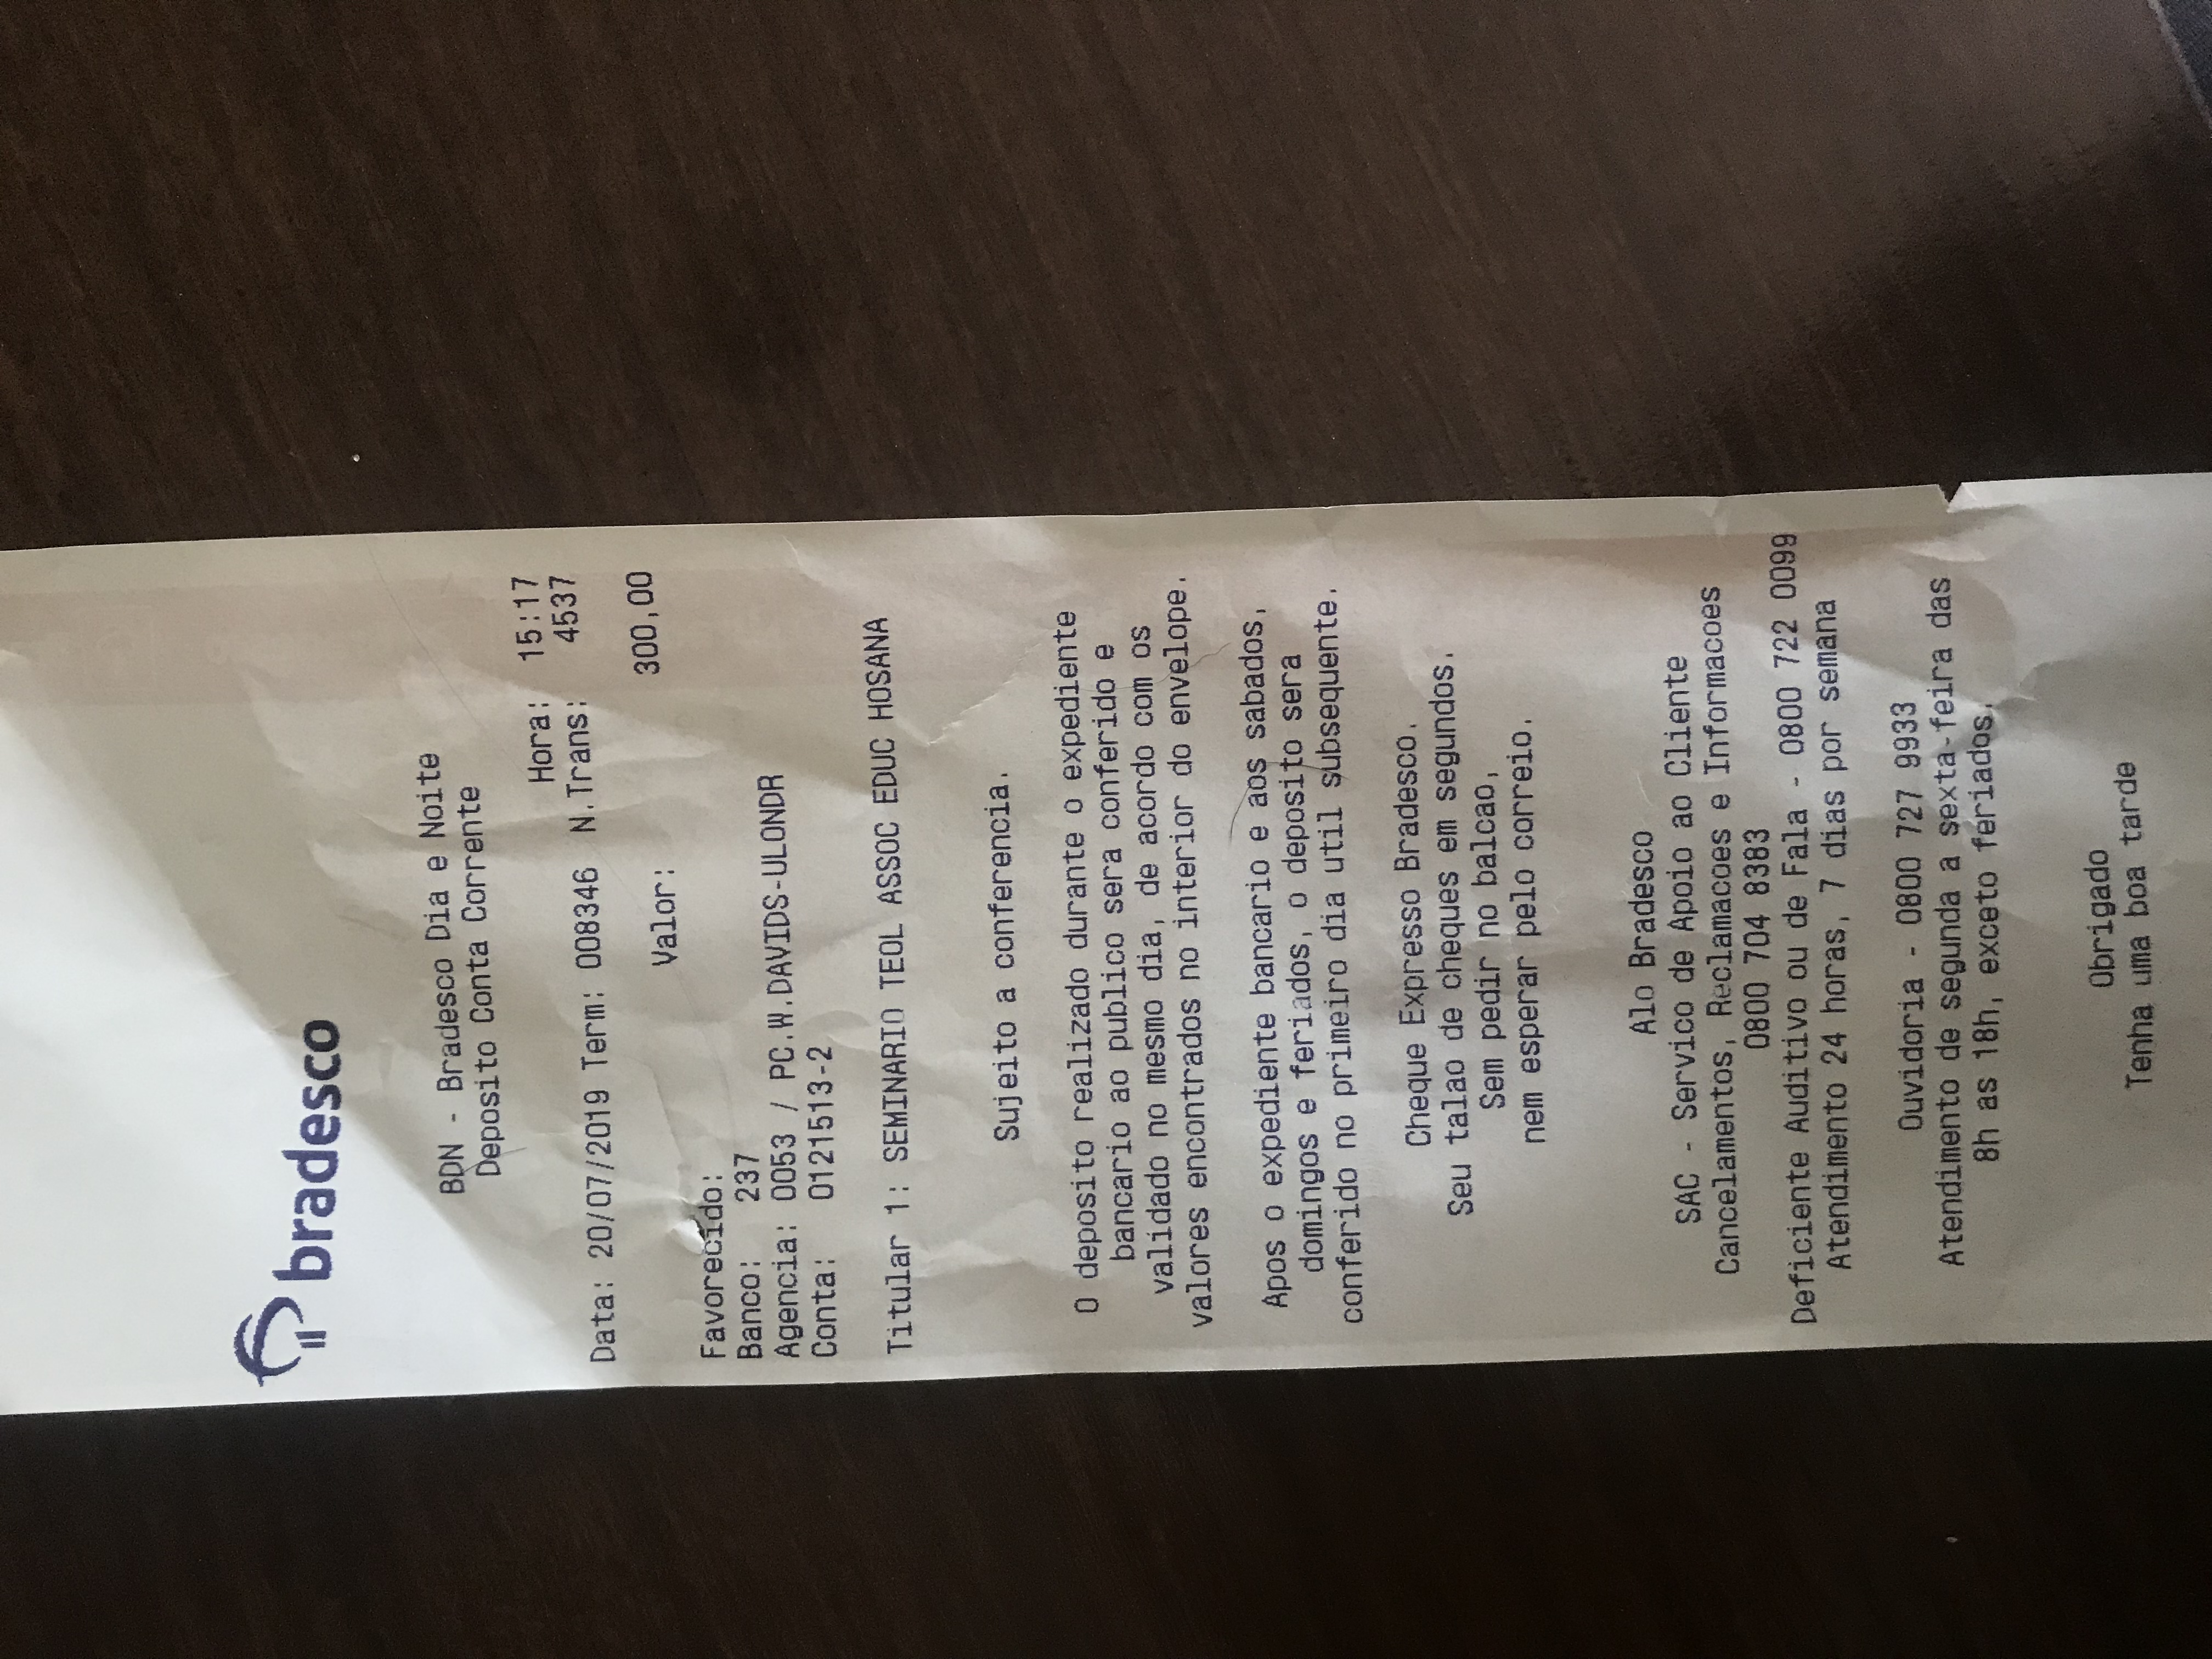 bradesco
BDN - Bradesco Dia e Noite
Deposito Conta Corrente
Hora: 15:17
Data: 20/07/2019 Term: 008346 N.Trans: 4537
Valor: 300,00
Favorecido:
Banco: 237
Agencia: 0053 / PC.W.DAVIDS-ULONDR
Conta: 0121513-2
Titular 1: SEMINARIO TEOL ASSOC EDUC HOSANA
Sujeito a conferencia.
O deposito realizado durante o expediente
bancario ao publico sera conferido e
validado no mesmo dia, de acordo com os
valores encontrados no interior do envelope.
Apos o expediente bancario e aos sabados,
domingos e feriados, o deposito sera
conferido no primeiro dia util subsequente.
Cheque Expresso Bradesco.
Seu talao de cheques em segundos.
Sem pedir no balcao,
nem esperar pelo correio.
Alo Bradesco
SAC - Servico de Apoio ao Cliente
Cancelamentos, Reclamacoes e Informacoes
0800 704 8383
Deficiente Auditivo ou de Fala - 0800 722 0099
Atendimento 24 horas, 7 dias por semana
Ouvidoria - 0800 727 9933
Atendimento de segunda a sexta-feira das
8h as 18h, exceto feriados.
Obrigado
Tenha uma boa tarde